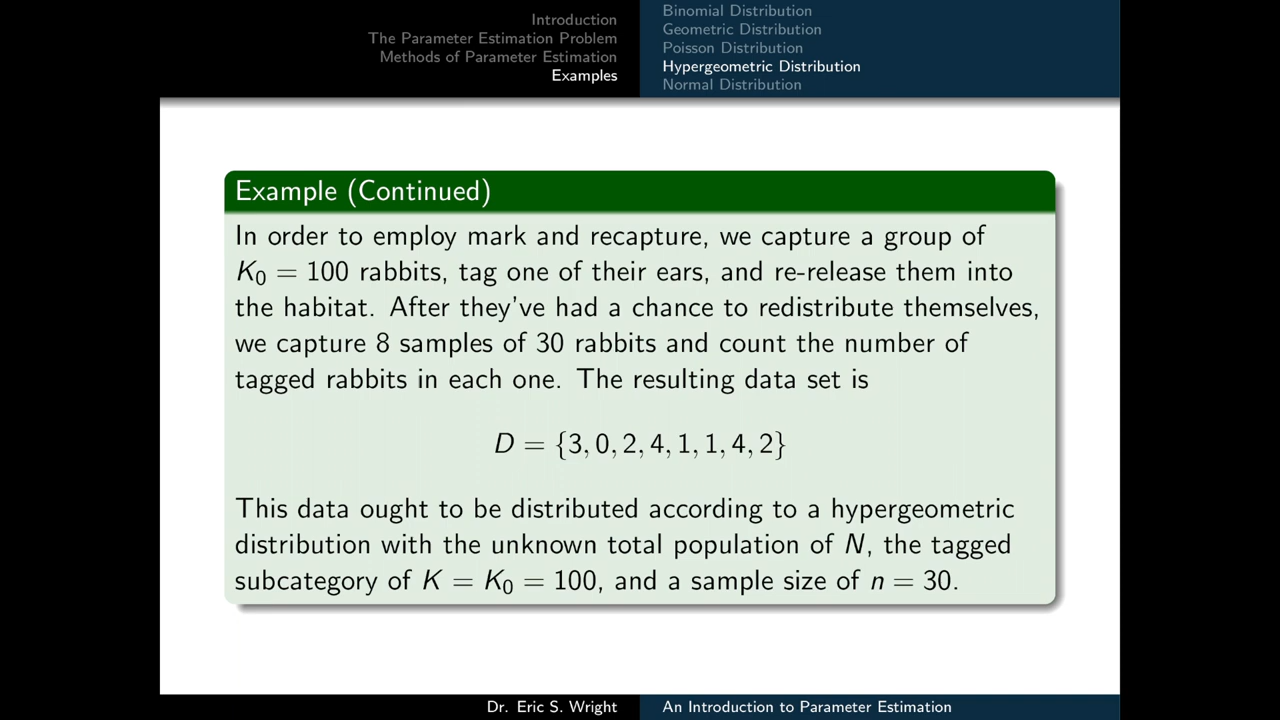 Introduction
The Parameter Estimation Problem
Methods of Parameter Estimation
Examples
Binomial Distribution
Geometric Distribution
Poisson Distribution
Hypergeometric Distribution
Normal Distribution
Example (Continued)
In order to employ mark and recapture, we capture a group of
K₀ = 100 rabbits, tag one of their ears, and re-release them into
the habitat. After they've had a chance to redistribute themselves,
we capture 8 samples of 30 rabbits and count the number of
tagged rabbits in each one. The resulting data set is
D = {3, 0, 2, 4, 1, 1, 4, 2}
This data ought to be distributed according to a hypergeometric
distribution with the unknown total population of N, the tagged
subcategory of K = K₀ = 100, and a sample size of n = 30.
Dr. Eric S. Wright
An Introduction to Parameter Estimation